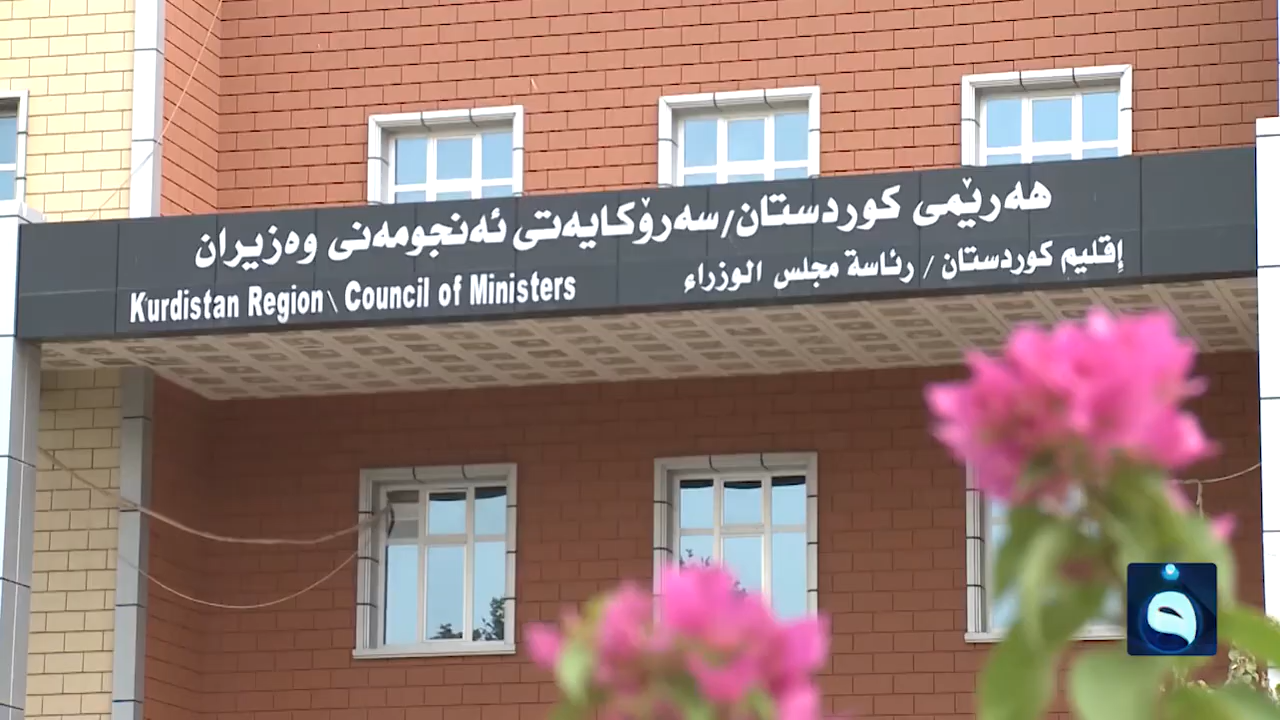 هەرێمی کوردستان/سەرۆکایەتی ئەنجومەنی وەزیران
إقليم كوردستان / رئاسة مجلس الوزراء
Kurdistan Region \ Council of Ministers